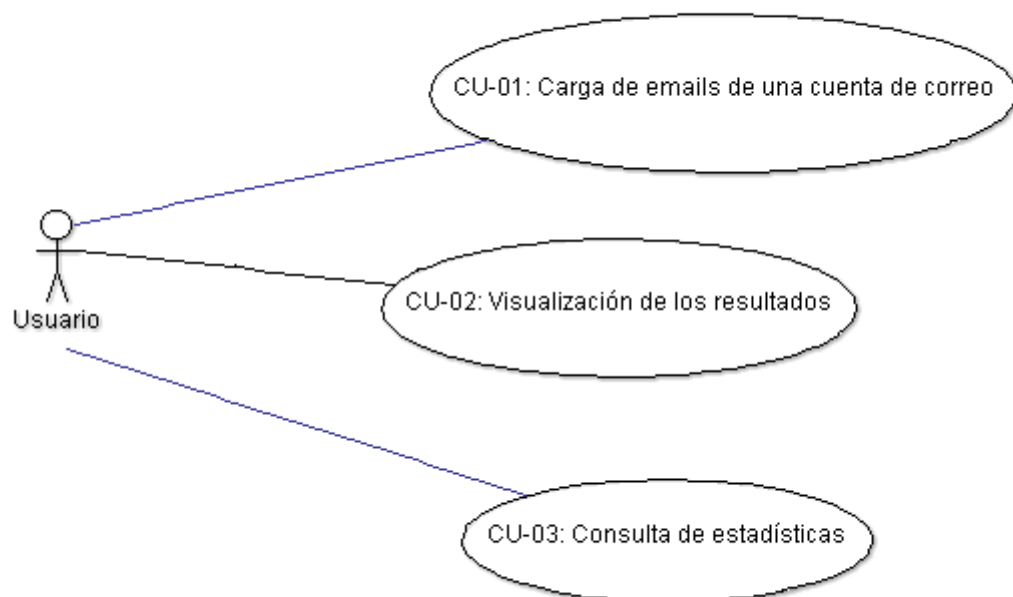 CU-01: Carga de emails de una cuenta de correo
CU-02: Visualización de los resultados
Usuario
CU-03: Consulta de estadísticas